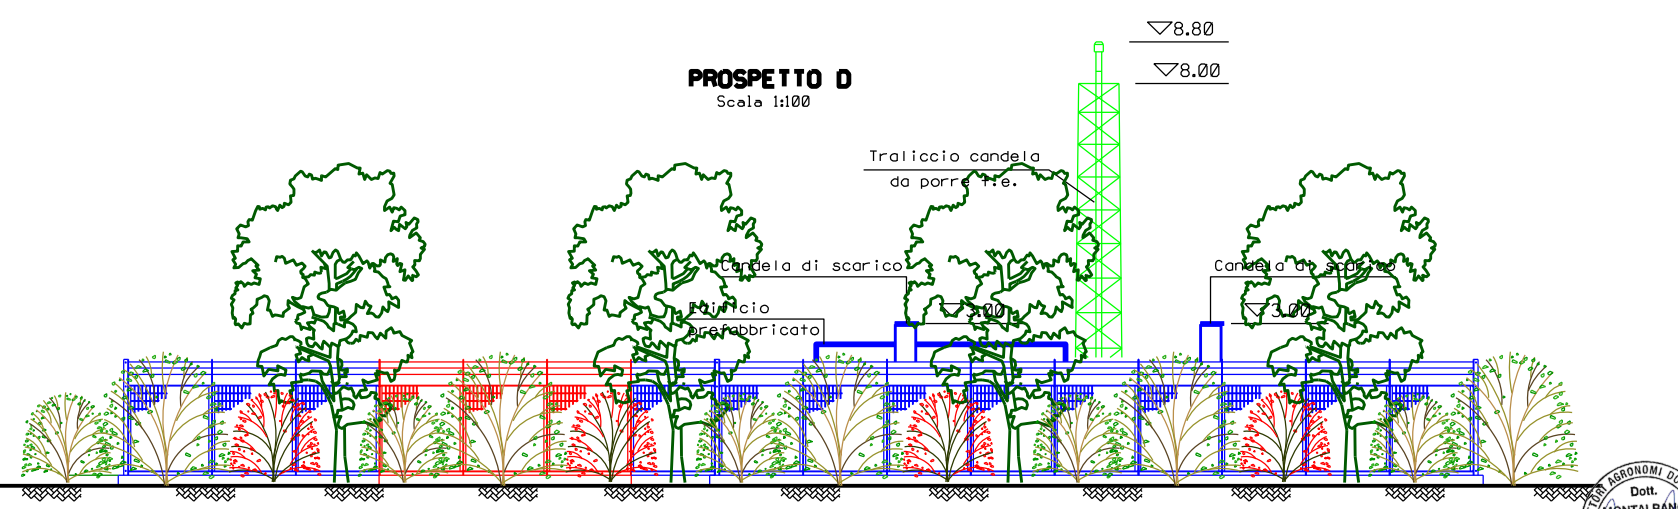 8.80
8.00
PROSPETTO D
Scala 1:100
Traliccio candela
da porre t.e.
Candela di scarico
Candela di scarico
Edificio
prefabbricato
3.00
3.00
AGRONOMI
Dott.